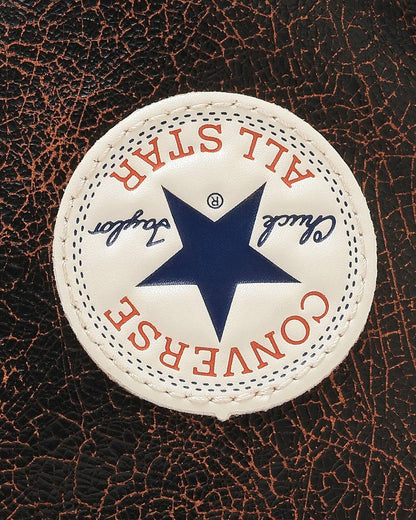 CONVERSE
®
Chuck Taylor
ALL STAR